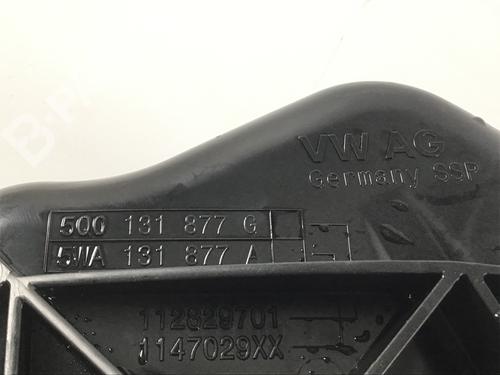 VW AG
Germany SSP
5Q0 131 877 G
5WA 131 877 A
112829701
1147029XX